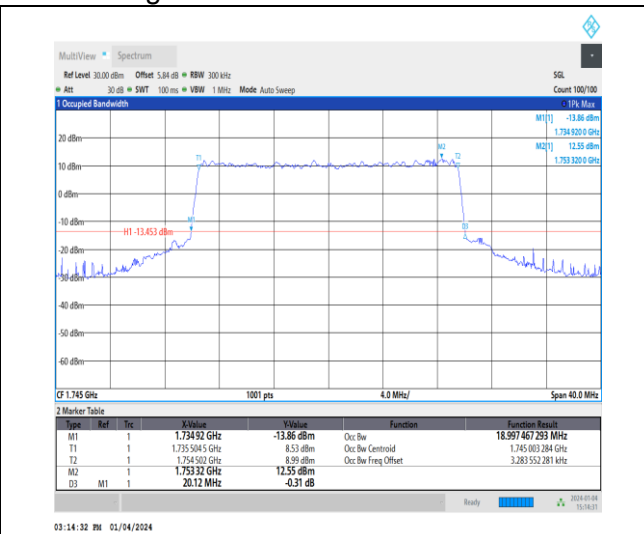 MultiView Spectrum
Ref Level 30.00 dBm Offset 5.84 dB RBW 300 kHz SGL
Att 30 dB SWT 100 ms VBW 1 MHz Mode Auto Sweep Count 100/100
1 Occupied Bandwidth 1Pk Max
M1[1] -13.86 dBm
1.734 920 0 GHz
M2[1] 12.55 dBm
1.753 320 0 GHz
20 dBm
M2
T1 T2
10 dBm
0 dBm
-10 dBm
M1
H1 -13.453 dBm
D3
-20 dBm
-30 dBm
-40 dBm
-50 dBm
-60 dBm
CF 1.745 GHz 1001 pts 4.0 MHz/ Span 40.0 MHz
2 Marker Table
Type Ref Trc X-Value Y-Value Function Function Result
M1 1 1.734 92 GHz -13.86 dBm Occ Bw 18.997 467 293 MHz
T1 1 1.735 504 5 GHz 8.53 dBm Occ Bw Centroid 1.745 003 284 GHz
T2 1 1.754 502 GHz 8.99 dBm Occ Bw Freq Offset 3.283 552 281 kHz
M2 1 1.753 32 GHz 12.55 dBm
D3 M1 1 20.12 MHz -0.31 dB
Ready 2024-01-04
15:14:31
03:14:32 PM 01/04/2024